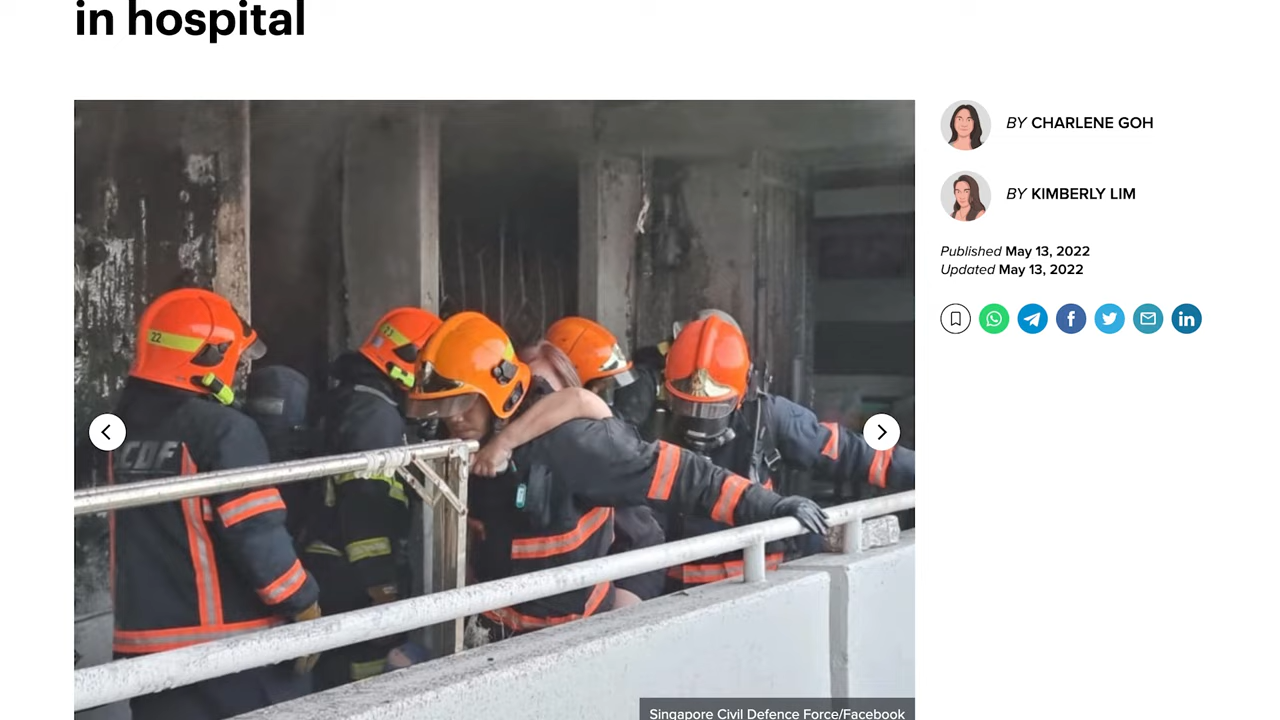 in hospital
BY CHARLENE GOH
BY KIMBERLY LIM
Published May 13, 2022
Updated May 13, 2022
22
23
SCDF
Singapore Civil Defence Force/Facebook